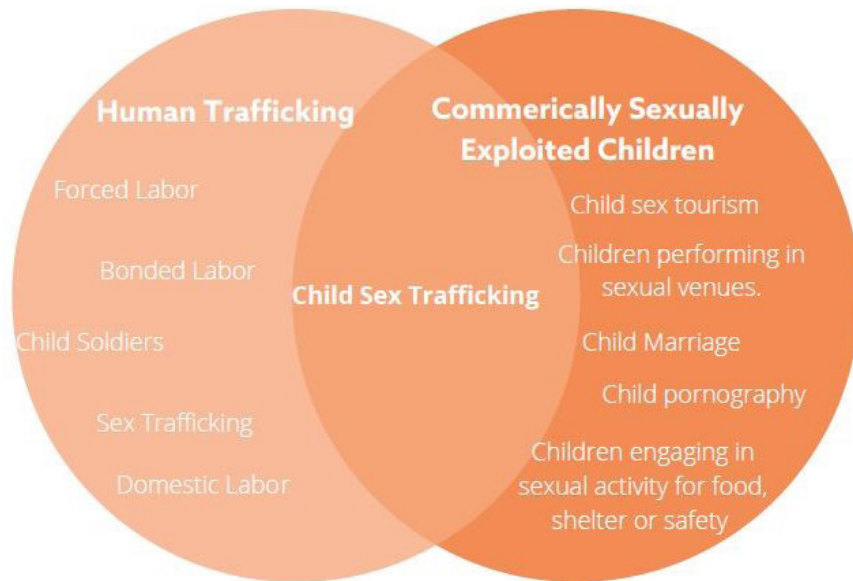 Human Trafficking
Forced Labor
Bonded Labor
Child Soldiers
Sex Trafficking
Domestic Labor
Child Sex Trafficking
Commerically Sexually
Exploited Children
Child sex tourism
Children performing in
sexual venues.
Child Marriage
Child pornography
Children engaging in
sexual activity for food,
shelter or safety